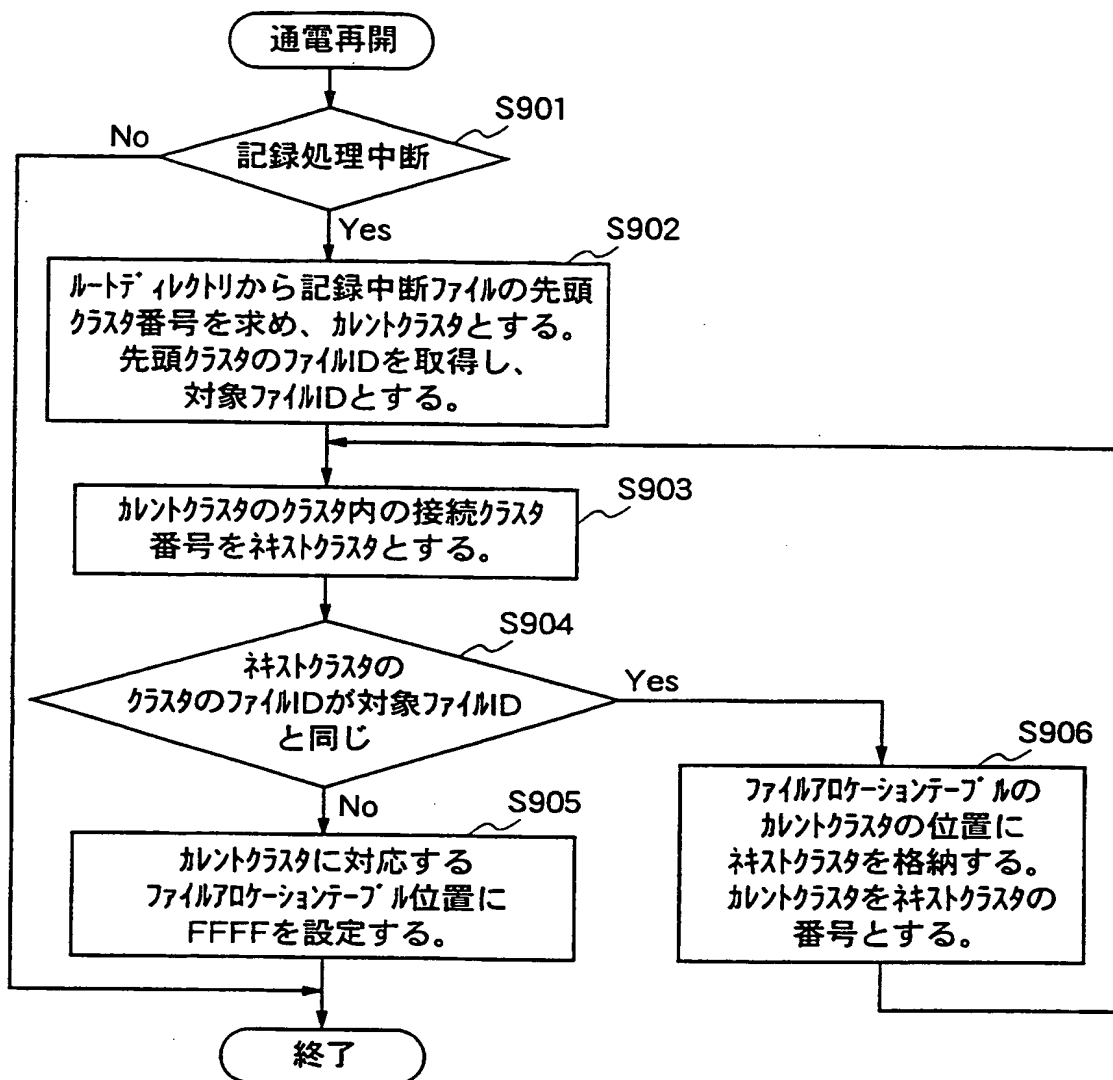 通電再開
S901
No
記録処理中断
Yes
S902
ルートディレクトリから記録中断ファイルの先頭
クラスタ番号を求め、カレントクラスタとする。
先頭クラスタのファイルIDを取得し、
対象ファイルIDとする。
S903
カレントクラスタのクラスタ内の接続クラスタ
番号をネキストクラスタとする。
S904
ネキストクラスタの
クラスタのファイルIDが対象ファイルID
と同じ
Yes
No
S905
カレントクラスタに対応する
ファイルアロケーションテーブル位置に
FFFFを設定する。
S906
ファイルアロケーションテーブルの
カレントクラスタの位置に
ネキストクラスタを格納する。
カレントクラスタをネキストクラスタの
番号とする。
終了